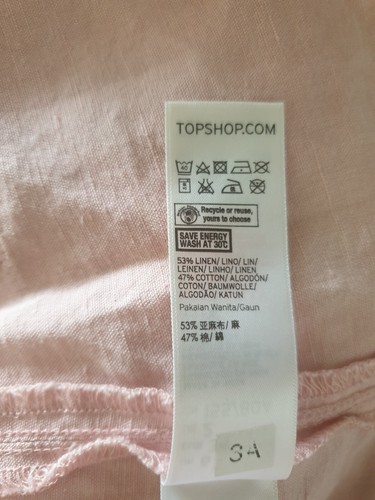 TOPSHOP.COM
Recycle or reuse,
yours to choose
SAVE ENERGY
WASH AT 30C
53% LINEN/ LINO/ LIN/
LEINEN/ LINHO/ LINEN
47% COTTON/ ALGODÓN/
COTON/ BAUMWOLLE/
ALGODÃO/ KATUN
Pakaian Wanita/Gaun
53% 亚麻布/ 麻
47% 棉/ 綿